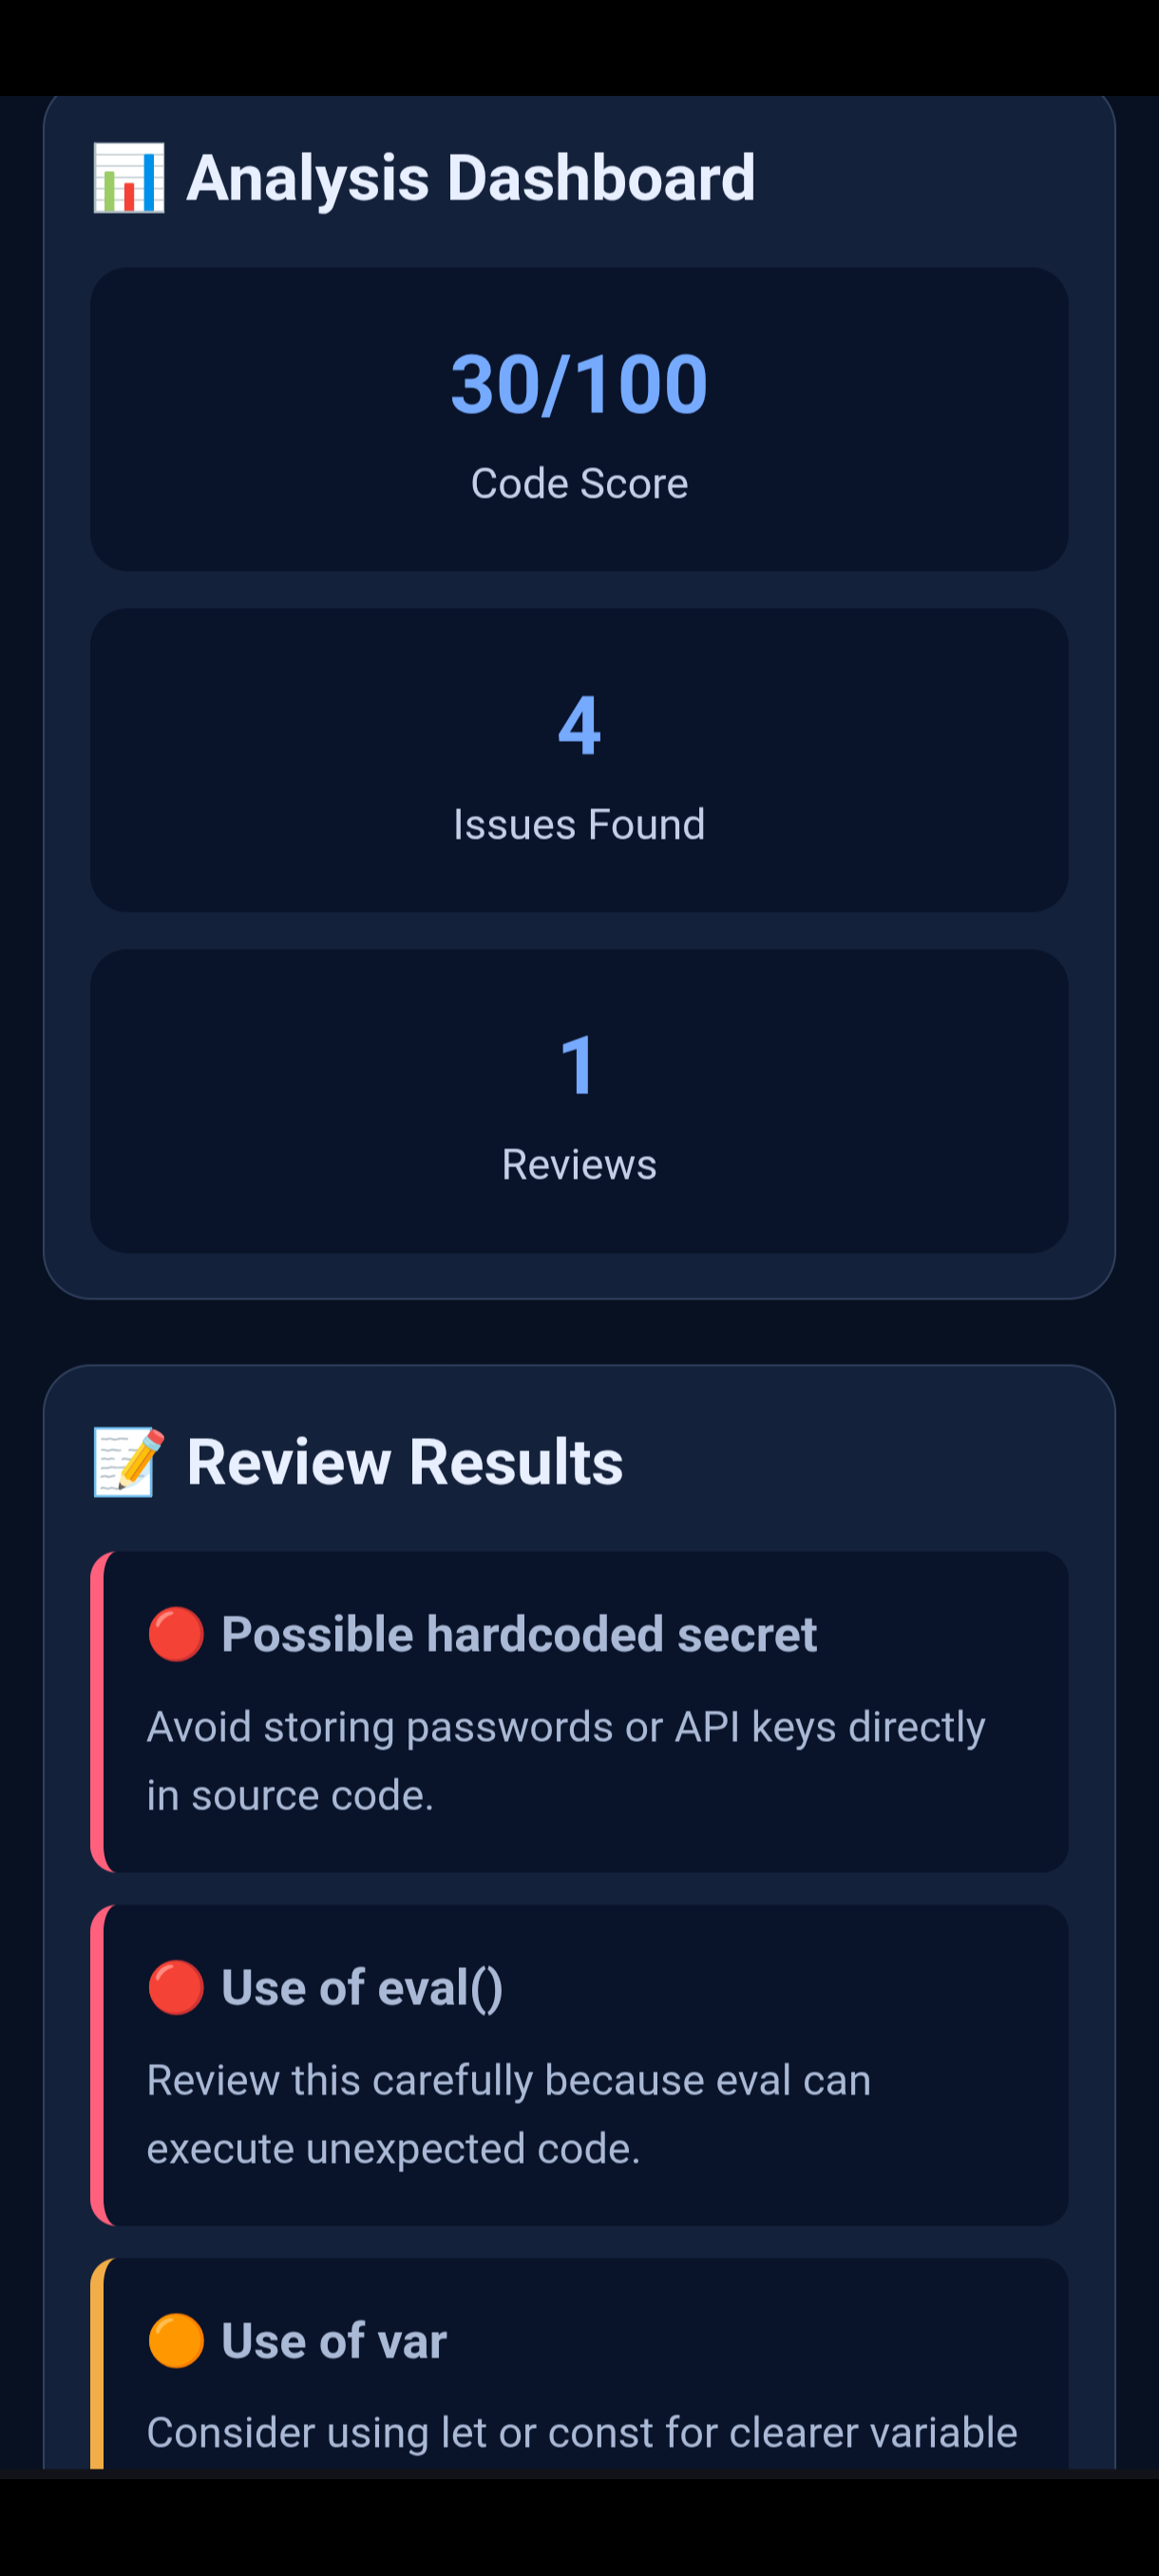 📊 Analysis Dashboard
30/100
Code Score
4
Issues Found
1
Reviews
📝 Review Results
🔴 Possible hardcoded secret
Avoid storing passwords or API keys directly
in source code.
🔴 Use of eval()
Review this carefully because eval can
execute unexpected code.
🟠 Use of var
Consider using let or const for clearer variable